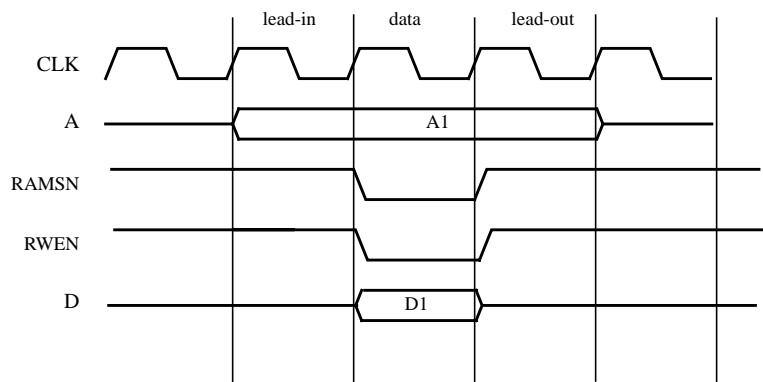 lead-in data lead-out
CLK
A A1
RAMSN
RWEN
D D1